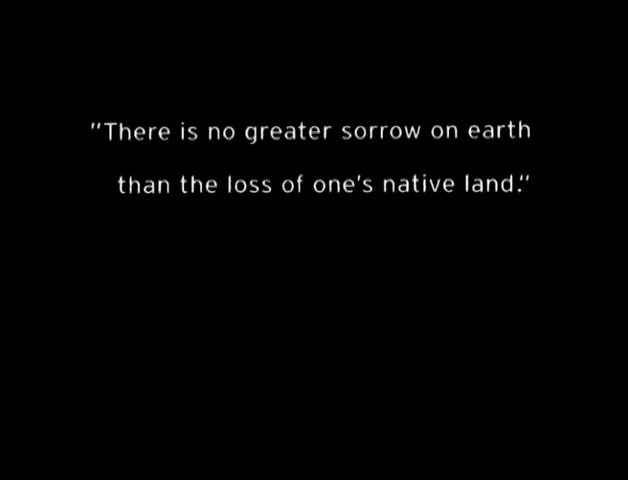 "There is no greater sorrow on earth
than the loss of one's native land."